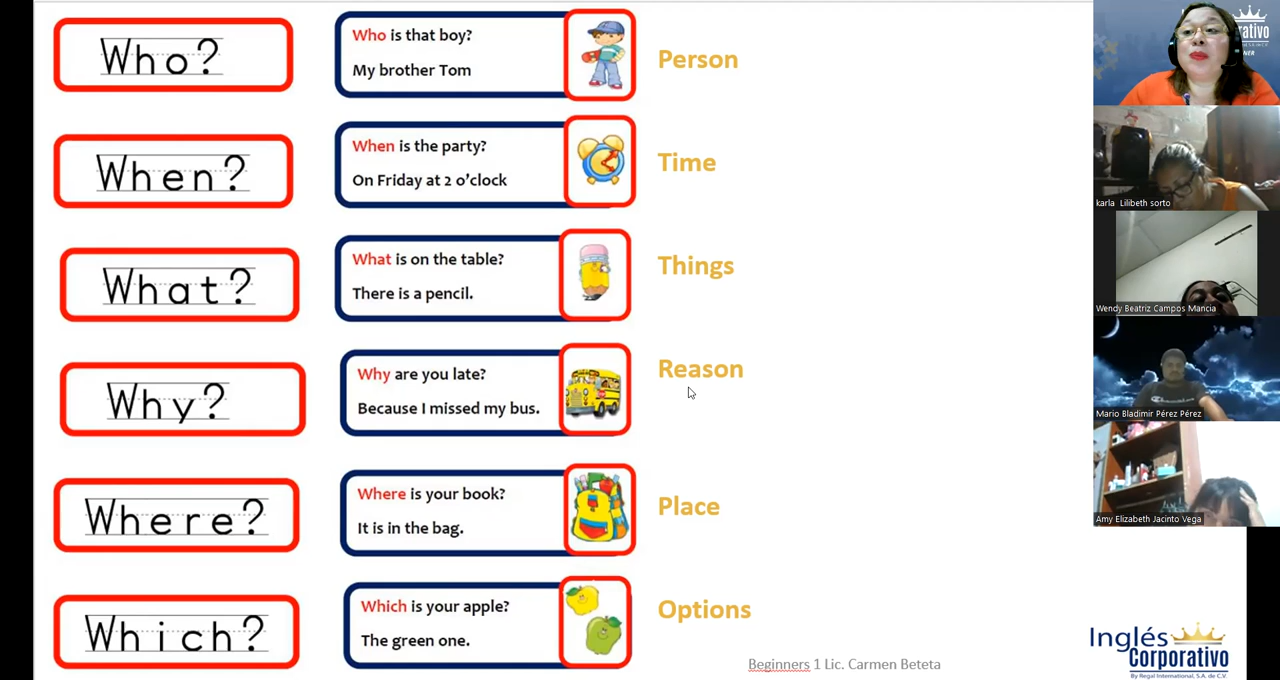 Who?
Who is that boy?
My brother Tom
Person
When?
When is the party?
On Friday at 2 o'clock
Time
What?
What is on the table?
There is a pencil.
Things
Why?
Why are you late?
Because I missed my bus.
Reason
Where?
Where is your book?
It is in the bag.
Place
Which?
Which is your apple?
The green one.
Options
Beginners 1 Lic. Carmen Beteta
Inglés
Corporativo
By Regal International, S.A. de C.V.
karla Lilibeth sorto
Wendy Beatriz Campos Mancia
Mario Bladimir Pérez Pérez
Amy Elizabeth Jacinto Vega